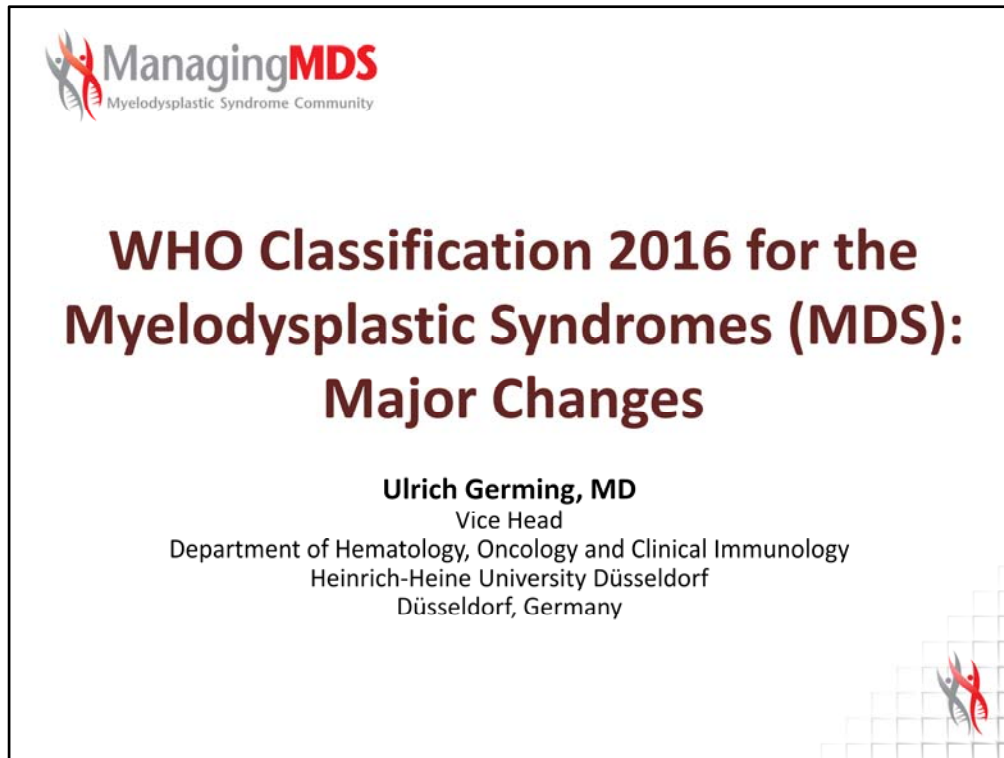 ManagingMDS
Myelodysplastic Syndrome Community
WHO Classification 2016 for the
Myelodysplastic Syndromes (MDS):
Major Changes
Ulrich Germing, MD
Vice Head
Department of Hematology, Oncology and Clinical Immunology
Heinrich-Heine University Düsseldorf
Düsseldorf, Germany